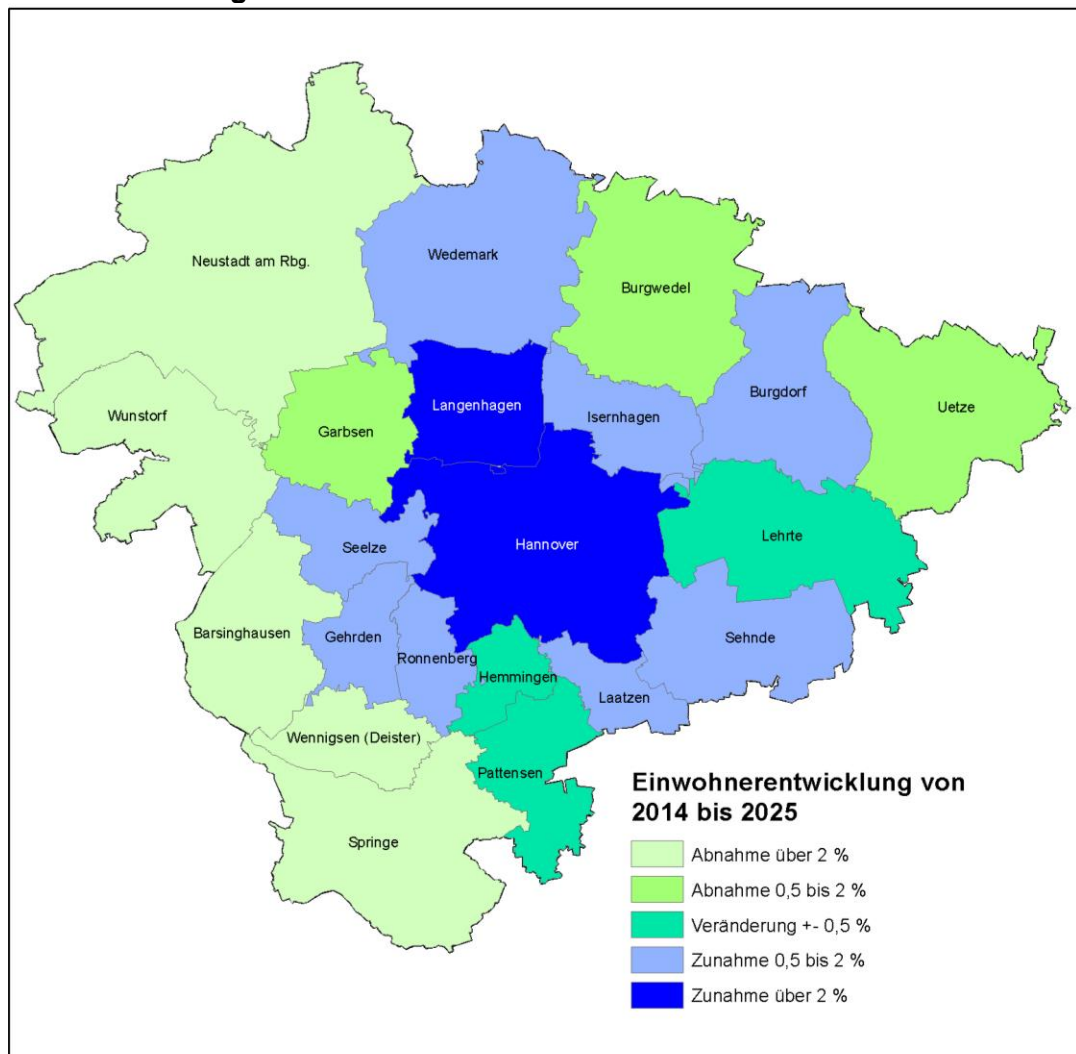 Neustadt am Rbg.
Wedemark
Burgwedel
Wunstorf
Garbsen
Langenhagen
Isernhagen
Burgdorf
Uetze
Seelze
Hannover
Lehrte
Barsinghausen
Gehrden
Ronnenberg
Hemmingen
Laatzen
Sehnde
Wennigsen (Deister)
Pattensen
Springe
Einwohnerentwicklung von
2014 bis 2025
Abnahme über 2 %
Abnahme 0,5 bis 2 %
Veränderung +- 0,5 %
Zunahme 0,5 bis 2 %
Zunahme über 2 %